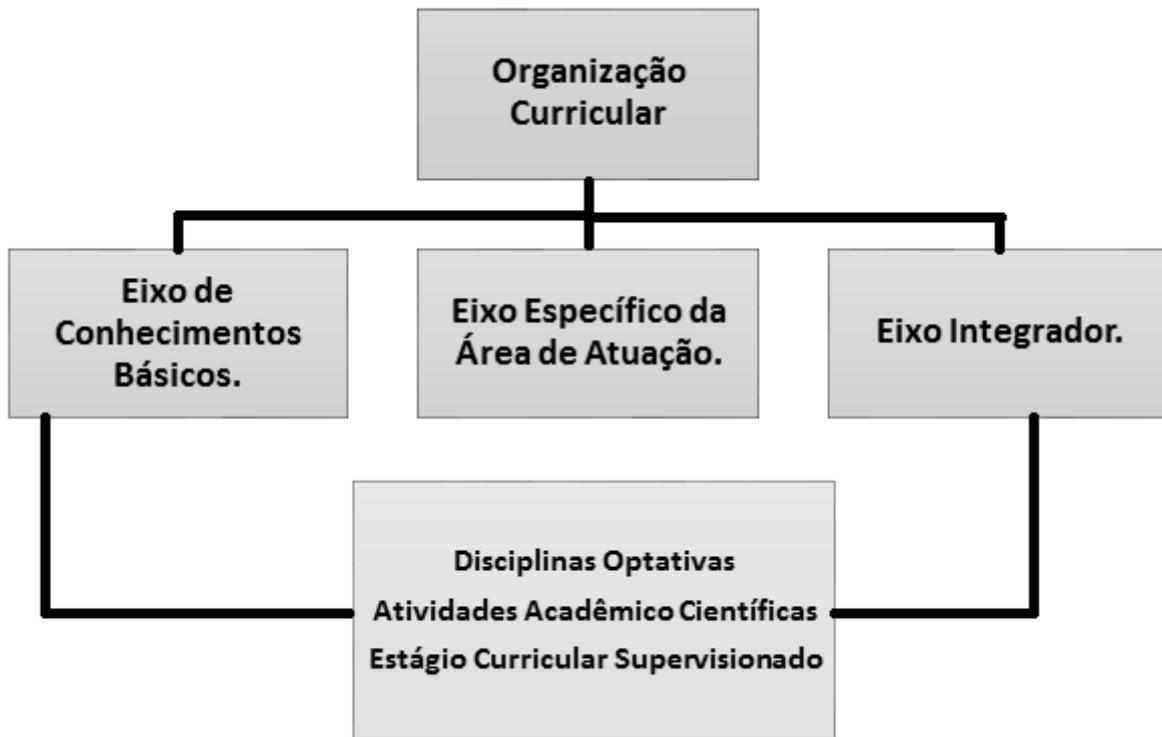 Organização
Curricular
Eixo de
Conhecimentos
Básicos.
Eixo Específico da
Área de Atuação.
Eixo Integrador.
Disciplinas Optativas
Atividades Acadêmico Científicas
Estágio Curricular Supervisionado